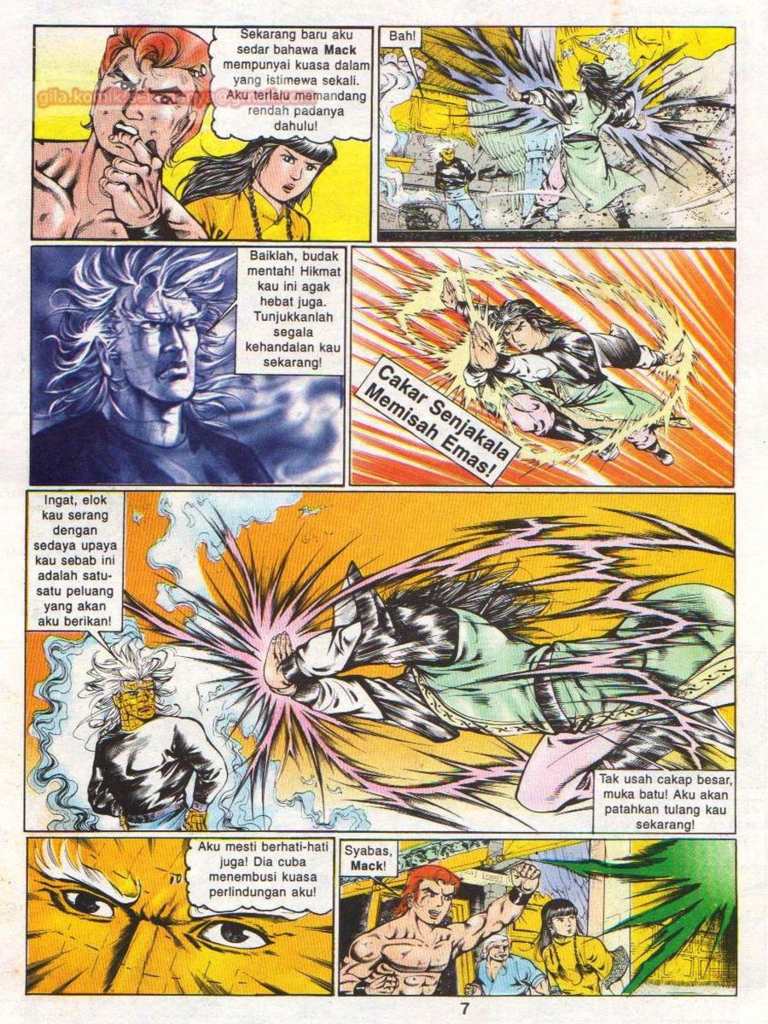 Sekarang baru aku
sedar bahawa Mack
mempunyai kuasa dalam
yang istimewa sekali.
Aku terlalu memandang
rendah padanya
dahulu!
Bah!
Baiklah, budak
mentah! Hikmat
kau ini agak
hebat juga.
Tunjukkanlah
segala
kehandalan kau
sekarang!
Cakar Senjakala
Memisah Emas!
Ingat, elok
kau serang
dengan
sedaya upaya
kau sebab ini
adalah satu-
satu peluang
yang akan
aku berikan!
Tak usah cakap besar,
muka batu! Aku akan
patahkan tulang kau
sekarang!
Aku mesti berhati-hati
juga! Dia cuba
menembusi kuasa
perlindungan aku!
Syabas,
Mack!
7